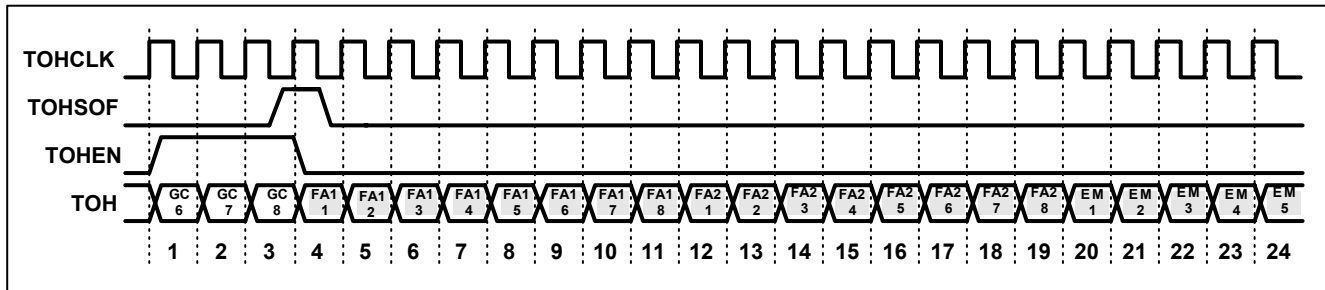 TOHCLK
TOHSOF
TOHEN
TOH
GC 6
GC 7
GC 8
FA1 1
FA1 2
FA1 3
FA1 4
FA1 5
FA1 6
FA1 7
FA1 8
FA2 1
FA2 2
FA2 3
FA2 4
FA2 5
FA2 6
FA2 7
FA2 8
EM 1
EM 2
EM 3
EM 4
EM 5
1 2 3 4 5 6 7 8 9 10 11 12 13 14 15 16 17 18 19 20 21 22 23 24